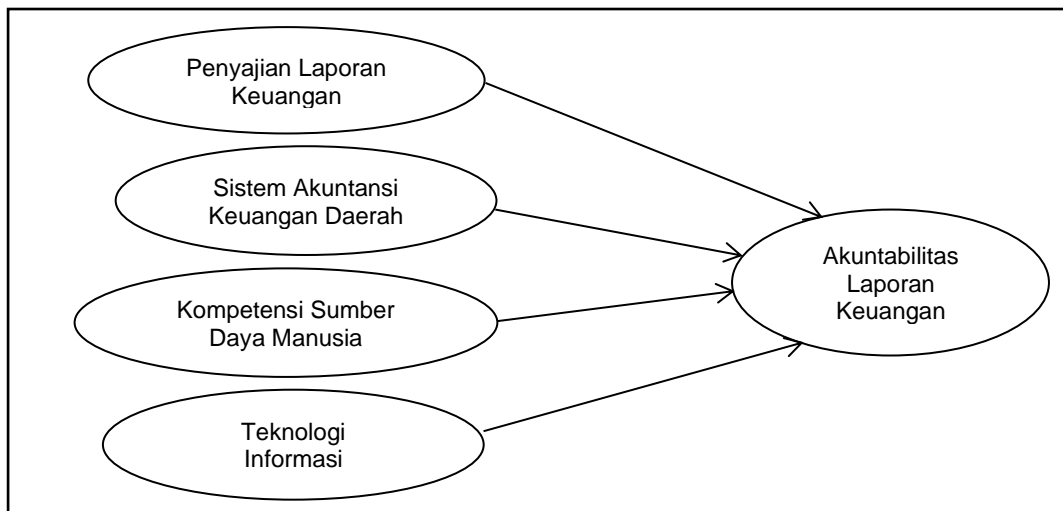 Penyajian Laporan
Keuangan
Sistem Akuntansi
Keuangan Daerah
Kompetensi Sumber
Daya Manusia
Teknologi
Informasi
Akuntabilitas
Laporan
Keuangan